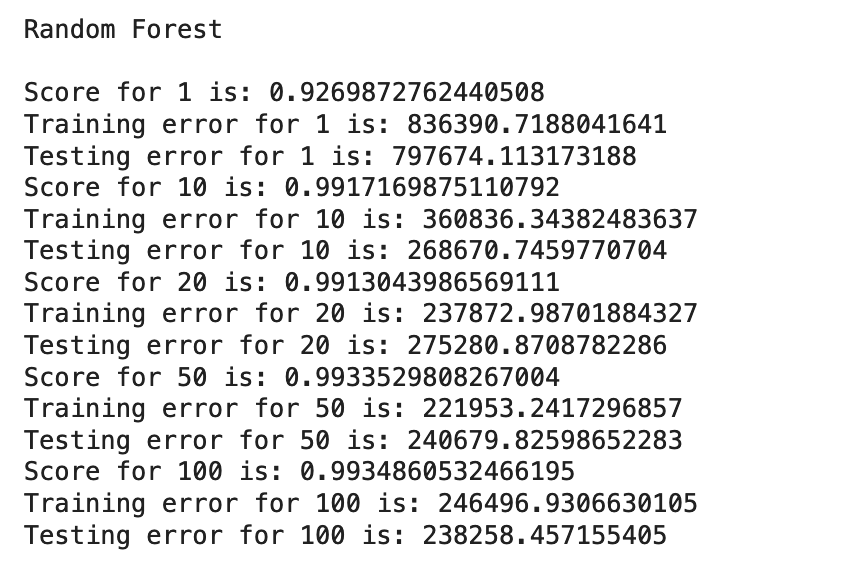 Random Forest
Score for 1 is: 0.9269872762440508
Training error for 1 is: 836390.7188041641
Testing error for 1 is: 797674.113173188
Score for 10 is: 0.9917169875110792
Training error for 10 is: 360836.34382483637
Testing error for 10 is: 268670.7459770704
Score for 20 is: 0.9913043986569111
Training error for 20 is: 237872.98701884327
Testing error for 20 is: 275280.8708782286
Score for 50 is: 0.9933529808267004
Training error for 50 is: 221953.2417296857
Testing error for 50 is: 240679.82598652283
Score for 100 is: 0.9934860532466195
Training error for 100 is: 246496.9306630105
Testing error for 100 is: 238258.457155405